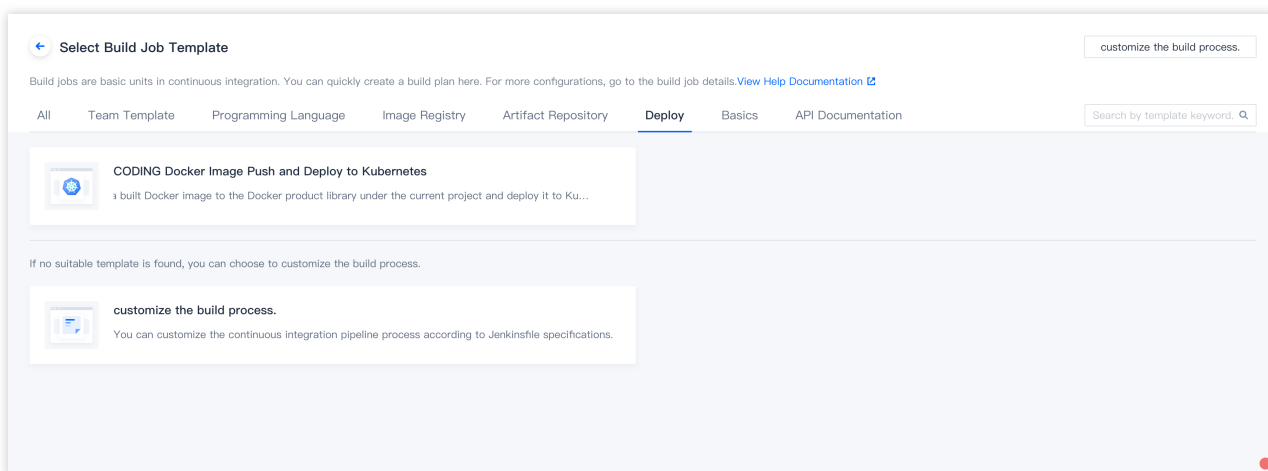 Select Build Job Template
customize the build process.
Build jobs are basic units in continuous integration. You can quickly create a build plan here. For more configurations, go to the build job details.View Help Documentation
All Team Template Programming Language Image Registry Artifact Repository Deploy Basics API Documentation Search by template keyword.
CODING Docker Image Push and Deploy to Kubernetes
a built Docker image to the Docker product library under the current project and deploy it to Ku...
If no suitable template is found, you can choose to customize the build process.
customize the build process.
You can customize the continuous integration pipeline process according to Jenkinsfile specifications.